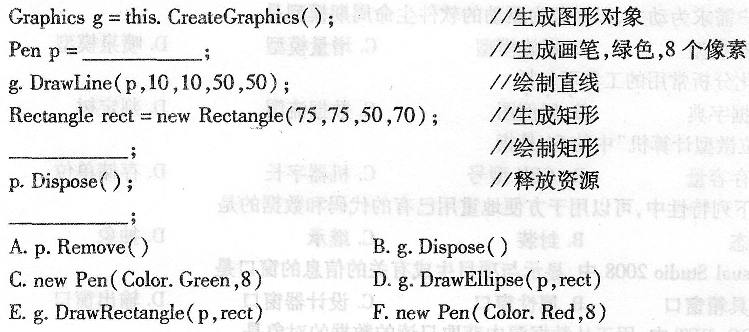 Graphics g = this. CreateGraphics( ); //生成图形对象
Pen p = ____________; //生成画笔,绿色,8个像素
g. DrawLine(p,10,10,50,50); //绘制直线
Rectangle rect = new Rectangle(75,75,50,70); //生成矩形
____________; //绘制矩形
p. Dispose( ); //释放资源
____________;
A. p. Remove( ) B. g. Dispose( )
C. new Pen(Color. Green,8) D. g. DrawEllipse(p,rect)
E. g. DrawRectangle(p,rect) F. new Pen(Color. Red,8)